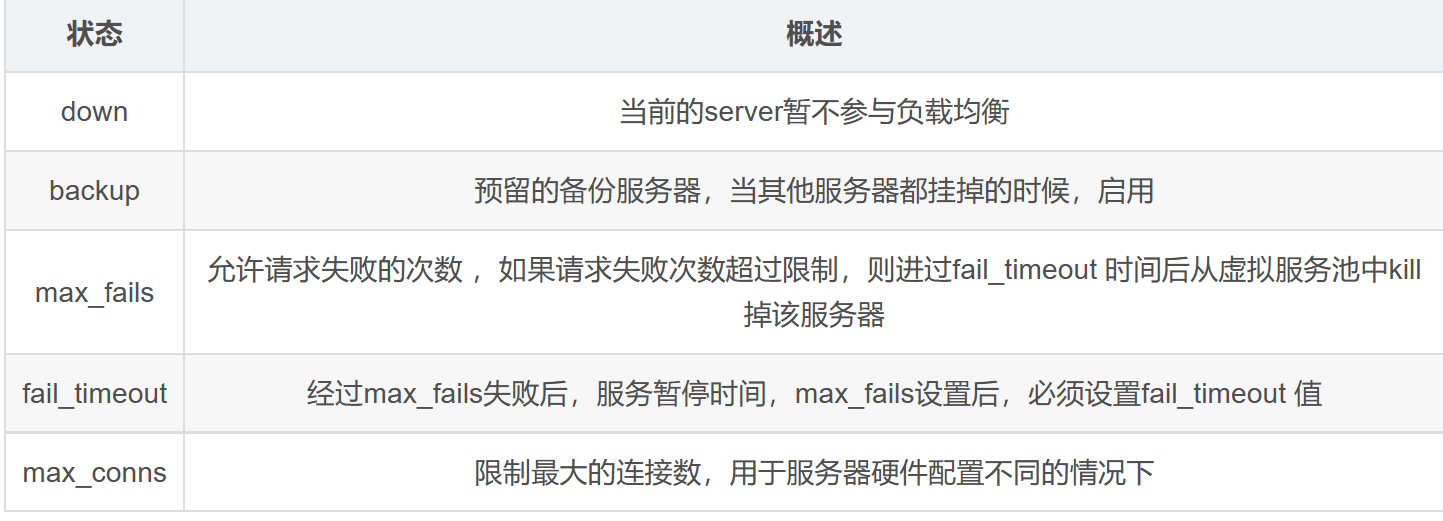 状态 概述
down 当前的server暂不参与负载均衡
backup 预留的备份服务器，当其他服务器都挂掉的时候，启用
max_fails 允许请求失败的次数 ，如果请求失败次数超过限制，则进过fail_timeout 时间后从虚拟服务池中kill
掉该服务器
fail_timeout 经过max_fails失败后，服务暂停时间，max_fails设置后，必须设置fail_timeout 值
max_conns 限制最大的连接数，用于服务器硬件配置不同的情况下